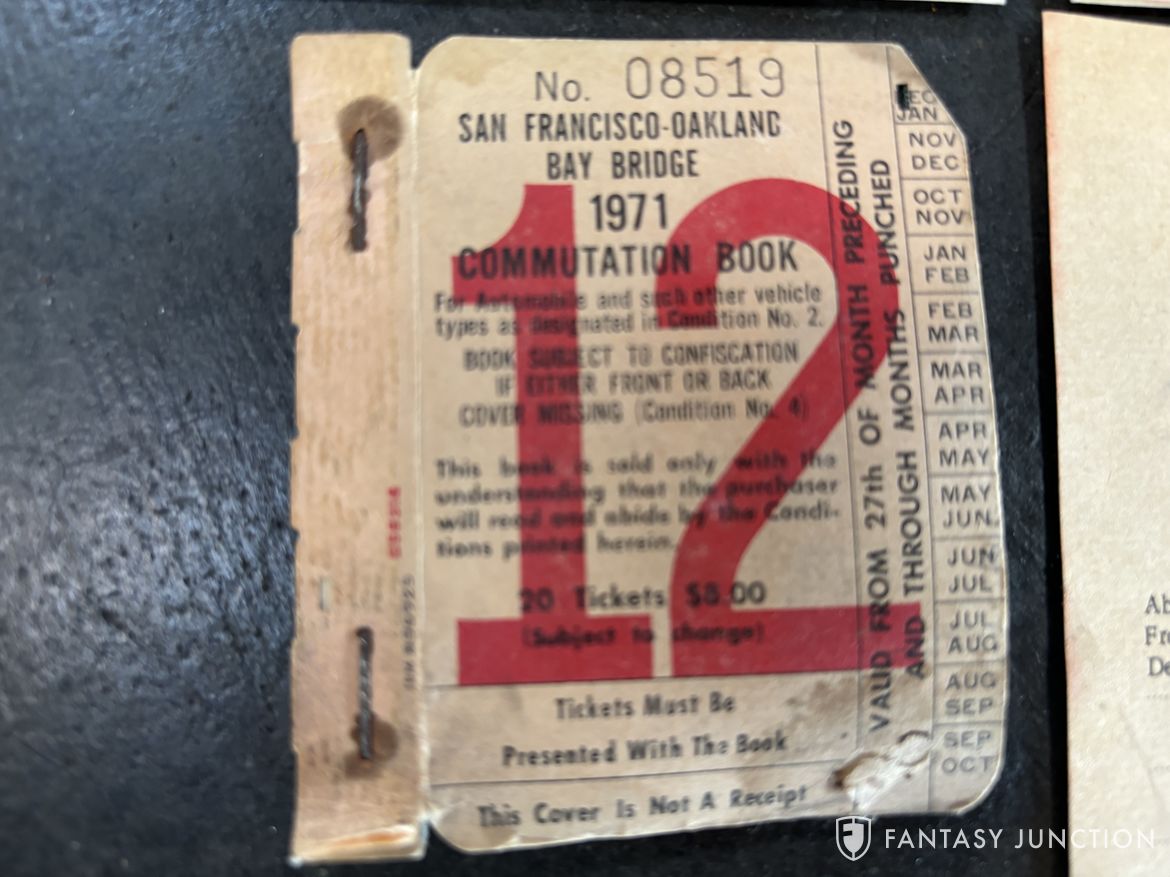 No. 08519
SAN FRANCISCO-OAKLAND
BAY BRIDGE
1971
COMMUTATION BOOK
12
For Automobile and such other vehicle
types as designated in Condition No. 2.
BOOK SUBJECT TO CONFISCATION
IF EITHER FRONT OR BACK
COVER MISSING (Condition No. 4)
This book is sold only with the
understanding that the purchaser
will read and abide by the Condi-
tions printed herein.
20 Tickets $8.00
(Subject to change)
Tickets Must Be
Presented With The Book
This Cover Is Not A Receipt
VALID FROM 27th OF MONTH PRECEDING
AND THROUGH MONTHS PUNCHED
DEC
JAN
NOV
DEC
OCT
NOV
JAN
FEB
FEB
MAR
MAR
APR
APR
MAY
MAY
JUN
JUN
JUL
JUL
AUG
AUG
SEP
SEP
OCT
Fr
De
FANTASY JUNCTION